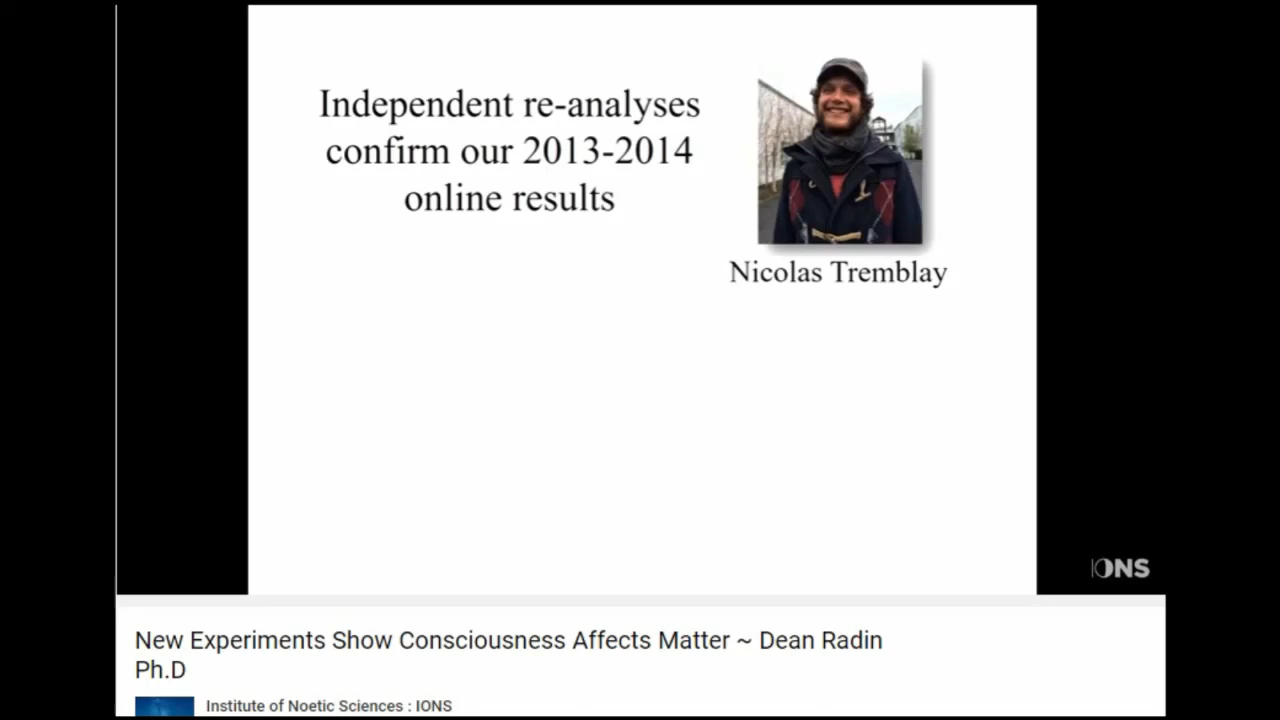 Independent re-analyses
confirm our 2013-2014
online results
Nicolas Tremblay
IONS
New Experiments Show Consciousness Affects Matter ~ Dean Radin
Ph.D
Institute of Noetic Sciences : IONS